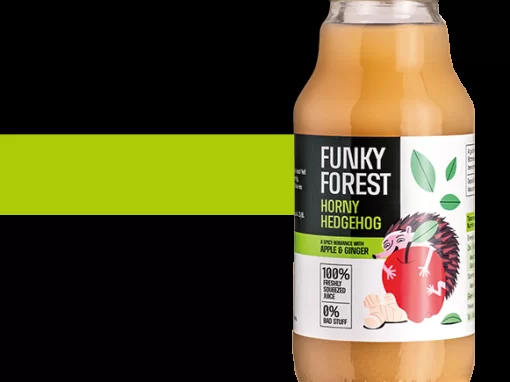 FUNKY
FOREST
HORNY
HEDGEHOG
A SPICY ROMANCE WITH
APPLE & GINGER
100%
FRESHLY
SQUEEZED
JUICE
0%
BAD STUFF